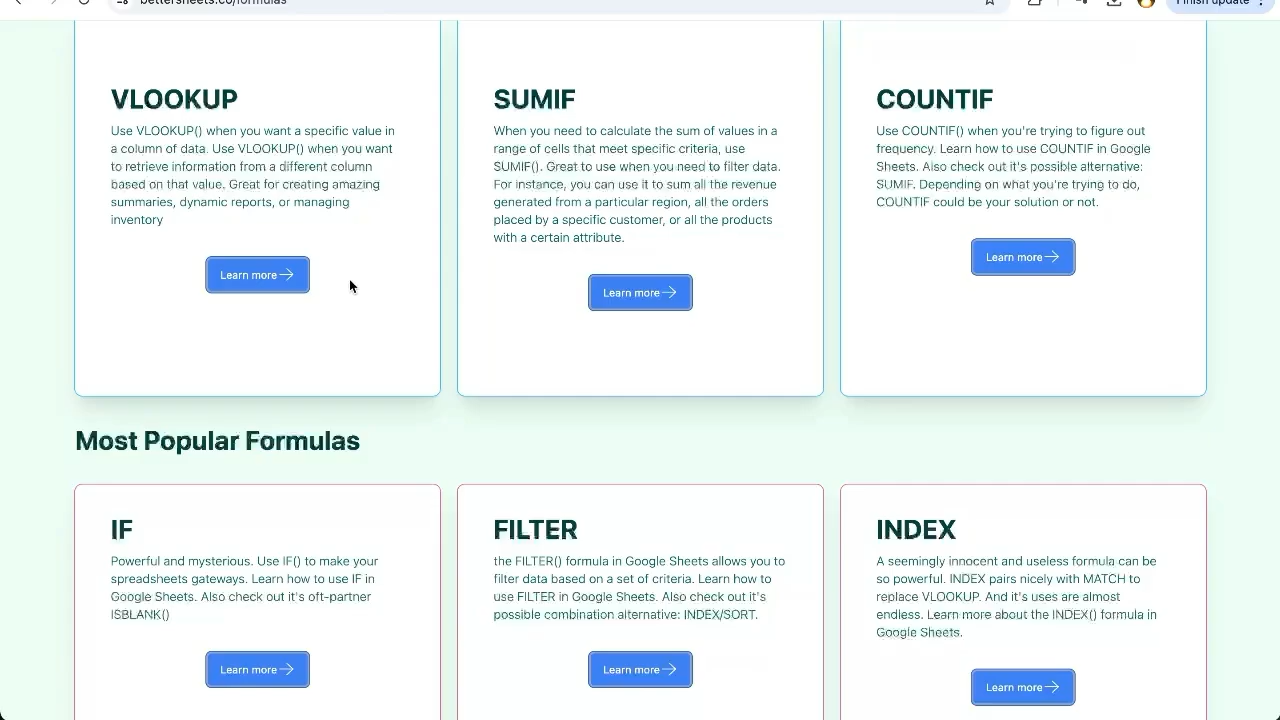 bettersheets.co/formulas
Finish update
VLOOKUP
Use VLOOKUP() when you want a specific value in
a column of data. Use VLOOKUP() when you want
to retrieve information from a different column
based on that value. Great for creating amazing
summaries, dynamic reports, or managing
inventory
Learn more
SUMIF
When you need to calculate the sum of values in a
range of cells that meet specific criteria, use
SUMIF(). Great to use when you need to filter data.
For instance, you can use it to sum all the revenue
generated from a particular region, all the orders
placed by a specific customer, or all the products
with a certain attribute.
Learn more
COUNTIF
Use COUNTIF() when you're trying to figure out
frequency. Learn how to use COUNTIF in Google
Sheets. Also check out it's possible alternative:
SUMIF. Depending on what you're trying to do,
COUNTIF could be your solution or not.
Learn more
Most Popular Formulas
IF
Powerful and mysterious. Use IF() to make your
spreadsheets gateways. Learn how to use IF in
Google Sheets. Also check out it's oft-partner
ISBLANK()
Learn more
FILTER
the FILTER() formula in Google Sheets allows you to
filter data based on a set of criteria. Learn how to
use FILTER in Google Sheets. Also check out it's
possible combination alternative: INDEX/SORT.
Learn more
INDEX
A seemingly innocent and useless formula can be
so powerful. INDEX pairs nicely with MATCH to
replace VLOOKUP. And it's uses are almost
endless. Learn more about the INDEX() formula in
Google Sheets.
Learn more